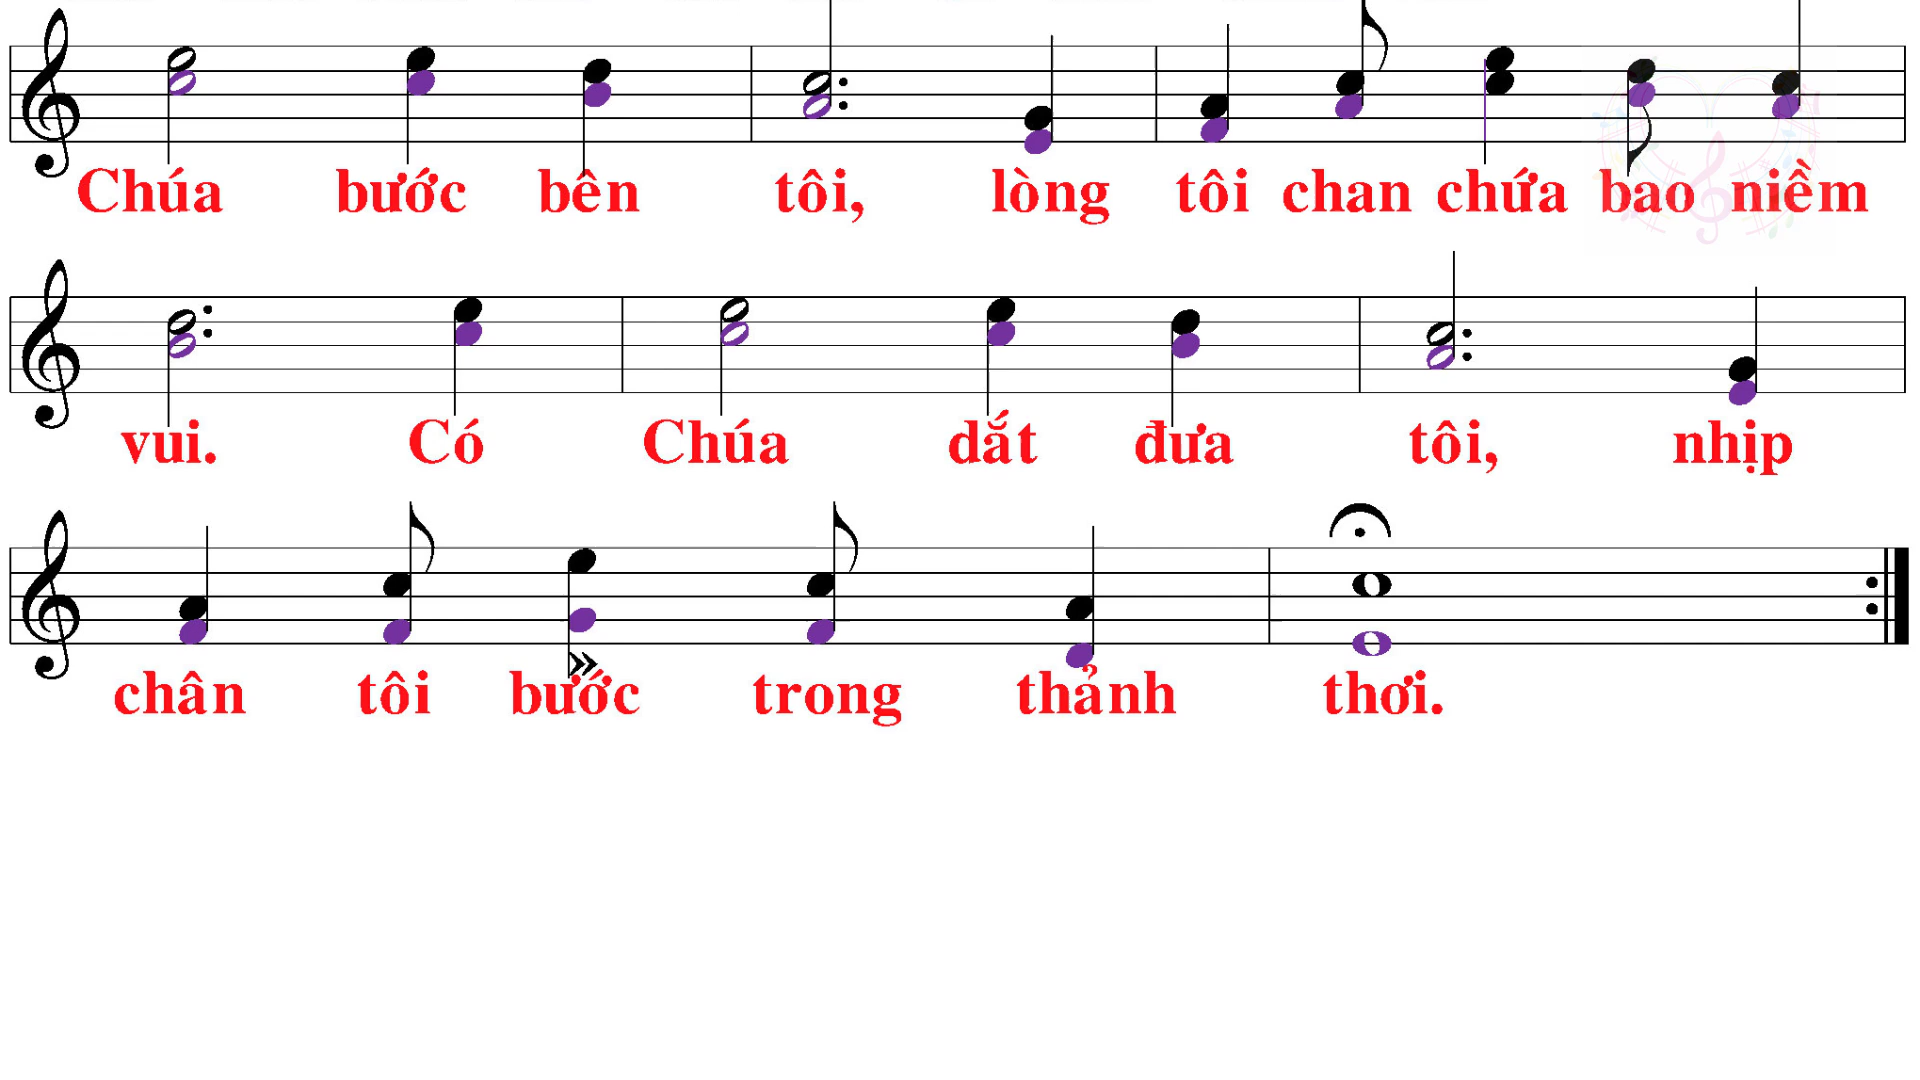 Chúa bước bên tôi, lòng tôi chan chứa bao niềm
vui. Có Chúa dắt đưa tôi, nhịp
chân tôi bước trong thảnh thơi.